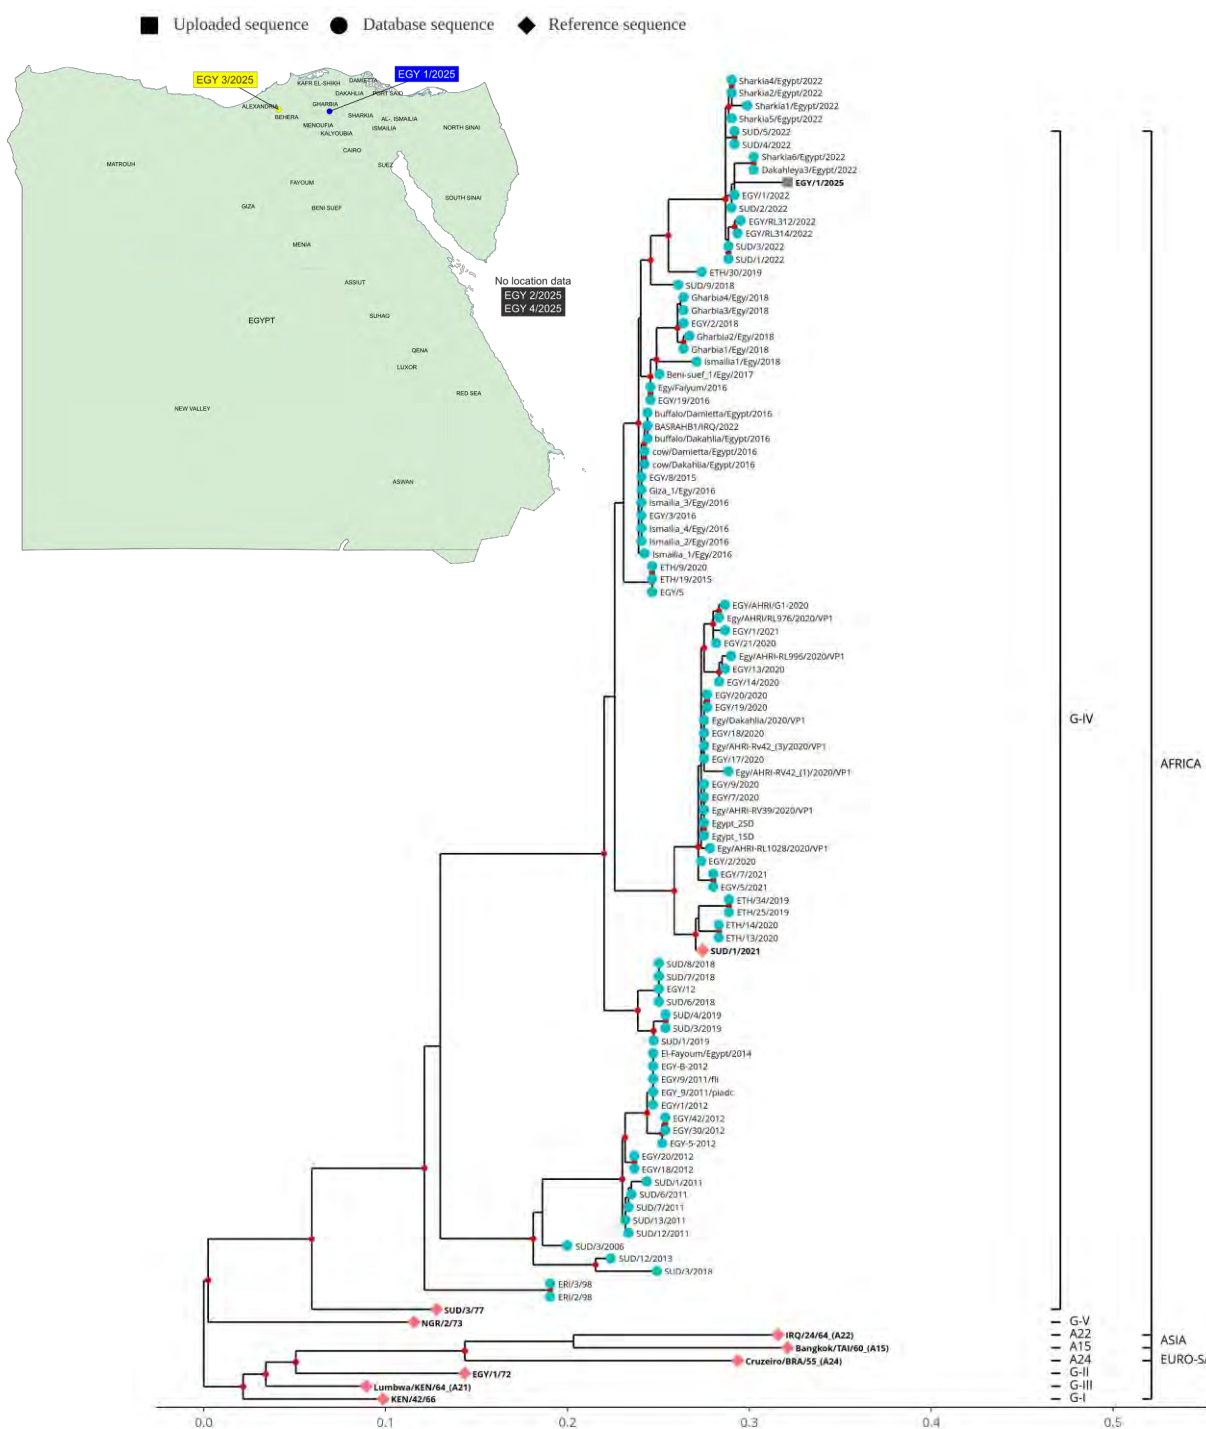 Uploaded sequence Database sequence Reference sequence
EGY 3/2025
EGY 1/2025
KAFR EL-SHIKH
DAMIETTA
DAKAHLIA
PORT SAID
ALEXANDRIA
GHARBIA
BEHERA
SHARKIA
AL-. ISMAILIA
MENOUFIA
ISMAILIA
KALYOUBIA
NORTH SINAI
CAIRO
MATROUH
SUEZ
FAYOUM
SOUTH SINAI
GIZA
BENI SUEF
MENIA
No location data
EGY 2/2025
EGY 4/2025
ASSIUT
SUHAG
EGYPT
QENA
LUXOR
RED SEA
NEW VALLEY
ASWAN
Sharkia4/Egypt/2022
Sharkia2/Egypt/2022
Sharkia1/Egypt/2022
Sharkia5/Egypt/2022
SUD/5/2022
SUD/4/2022
Sharkia6/Egypt/2022
Dakahleya3/Egypt/2022
EGY/1/2025
EGY/1/2022
SUD/2/2022
EGY/RL312/2022
EGY/RL314/2022
SUD/3/2022
SUD/1/2022
ETH/30/2019
SUD/9/2018
Gharbia4/Egy/2018
Gharbia3/Egy/2018
EGY/2/2018
Gharbia2/Egy/2018
Gharbia1/Egy/2018
Ismailia1/Egy/2018
Beni-suef_1/Egy/2017
Egy/Faiyum/2016
EGY/19/2016
buffalo/Damietta/Egypt/2016
BASRAHB1/IRQ/2022
buffalo/Dakahlia/Egypt/2016
cow/Damietta/Egypt/2016
cow/Dakahlia/Egypt/2016
EGY/8/2015
Giza_1/Egy/2016
Ismailia_3/Egy/2016
EGY/3/2016
Ismailia_4/Egy/2016
Ismailia_2/Egy/2016
Ismailia_1/Egy/2016
ETH/9/2020
ETH/19/2015
EGY/5
EGY/AHRI/G1-2020
Egy/AHRI/RL976/2020/VP1
EGY/1/2021
EGY/21/2020
Egy/AHRI-RL996/2020/VP1
EGY/13/2020
EGY/14/2020
EGY/20/2020
EGY/19/2020
Egy/Dakahlia/2020/VP1
EGY/18/2020
Egy/AHRI-Rv42_(3)/2020/VP1
EGY/17/2020
Egy/AHRI-RV42_(1)/2020/VP1
EGY/9/2020
EGY/7/2020
Egy/AHRI-RV39/2020/VP1
Egypt_2SD
Egypt_1SD
Egy/AHRI-RL1028/2020/VP1
EGY/2/2020
EGY/7/2021
EGY/5/2021
ETH/34/2019
ETH/25/2019
ETH/14/2020
ETH/13/2020
SUD/1/2021
SUD/8/2018
SUD/7/2018
EGY/12
SUD/6/2018
SUD/4/2019
SUD/3/2019
SUD/1/2019
El-Fayoum/Egypt/2014
EGY-B-2012
EGY/9/2011/fli
EGY_9/2011/piadc
EGY/1/2012
EGY/42/2012
EGY/30/2012
EGY-5-2012
EGY/20/2012
EGY/18/2012
SUD/1/2011
SUD/6/2011
SUD/7/2011
SUD/13/2011
SUD/12/2011
SUD/3/2006
SUD/12/2013
SUD/3/2018
ERI/3/98
ERI/2/98
SUD/3/77
NGR/2/73
IRQ/24/64_(A22)
Bangkok/TAI/60_(A15)
Cruzeiro/BRA/55_(A24)
EGY/1/72
Lumbwa/KEN/64_(A21)
KEN/42/66
G-IV
AFRICA
G-V
A22
ASIA
A15
A24
EURO-SA
G-II
G-III
G-I
0.0 0.1 0.2 0.3 0.4 0.5